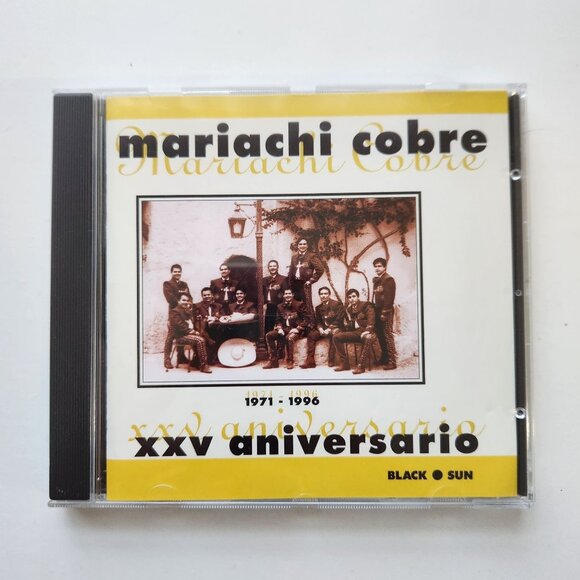 mariachi cobre
Mariachi Cobre
1971 - 1996
1971 - 1996
xxv aniversario
xxv aniversario
BLACK ● SUN